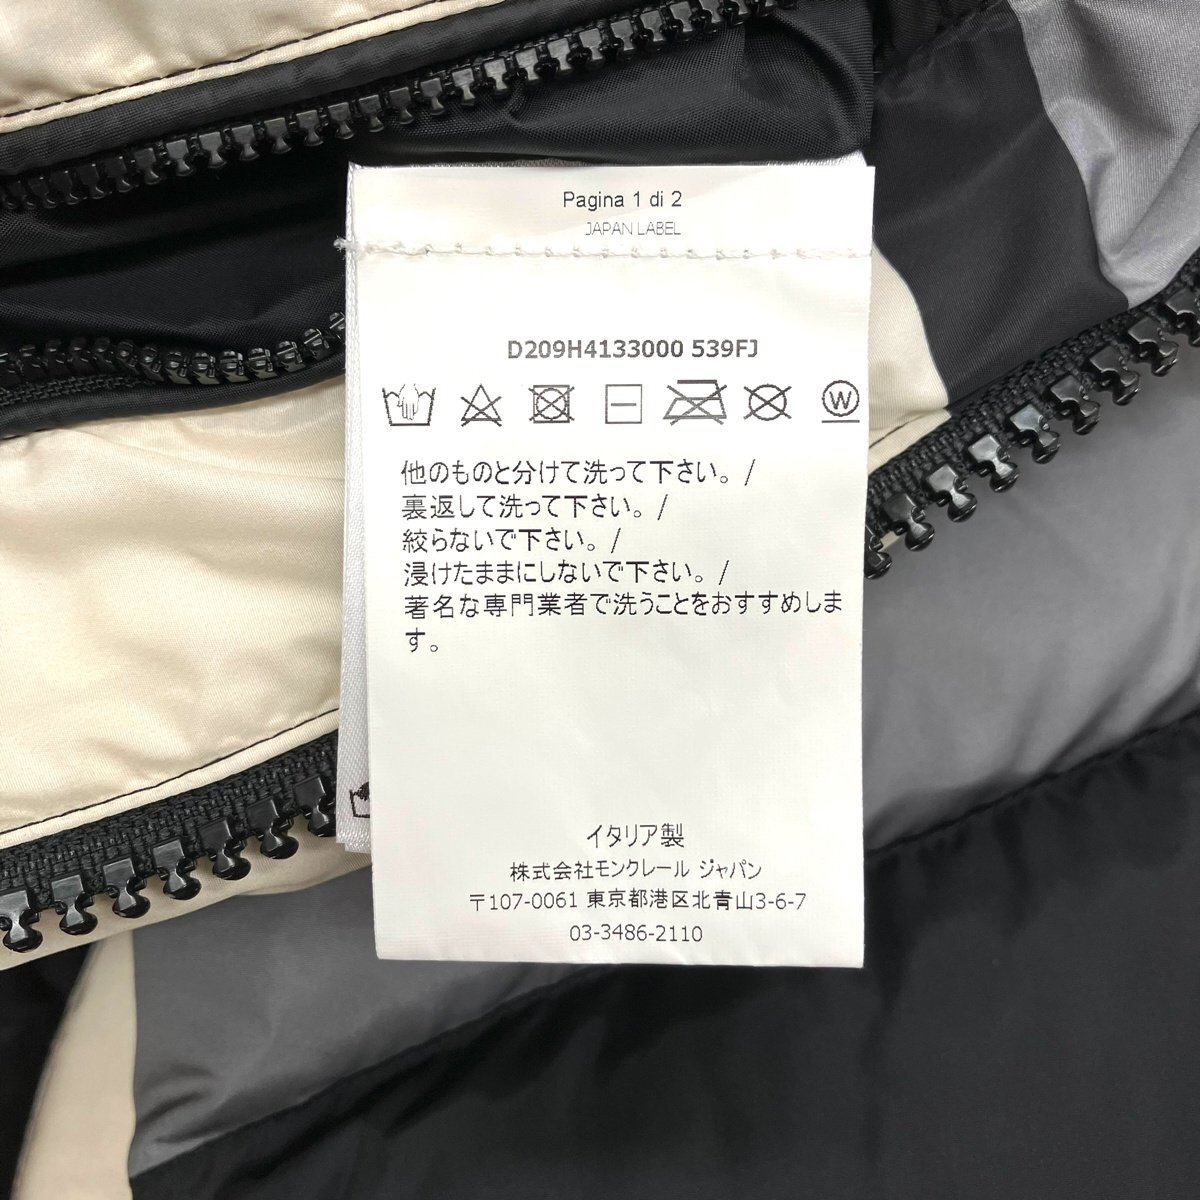 Pagina 1 di 2
JAPAN LABEL
D209H4133000 539FJ
W
他のものと分けて洗って下さい。/
裏返して洗って下さい。/
絞らないで下さい。/
浸けたままにしないで下さい。/
著名な専門業者で洗うことをおすすめしま
す。
イタリア製
株式会社モンクレール ジャパン
〒107-0061 東京都港区北青山3-6-7
03-3486-2110